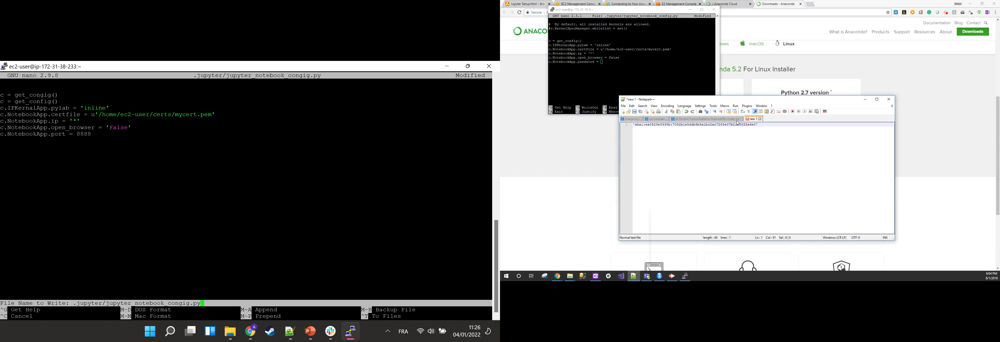 ec2-user@ip-172-31-38-233:~
GNU nano 2.9.8 .jupyter/jupyter_notebook_congig.py Modified
c = get_congig()
c = get_config()
c.IPKernalApp.pylab = 'inline'
c.NotebookApp.certfile = u'/home/ec2-user/certs/mycert.pem'
c.NotebookApp.ip = '*'
c.NotebookApp.open_browser = 'False'
c.NotebookApp.port = 8888
File Name to Write: .jupyter/jupyter_notebook_congig.py
^G Get Help M-D DOS Format M-A Append M-B Backup File
^C Cancel M-M Mac Format M-P Prepend ^T To Files
A
FRA
11:26
04/01/2022
Jupyter Setup.html - dra
EC2 Management Conso
Connecting to Your Linux
S3 Management Console
:: Anaconda Cloud
Downloads - Anaconda
Jason
Secure
Documentation Blog Contact
ANACO
What is Anaconda? Products Support Resources About Downloads
lows macOS Linux
nda 5.2 For Linux Installer
Python 2.7 version *
ec2-user@ip-172-31-18-5:~
GNU nano 2.3.1 File: .jupyter/jupyter_notebook_config.py Modified
# By default, all installed kernels are allowed.
#c.KernelSpecManager.whitelist = set()
c = get_config()
c.IPKernalApp.pylab = 'inline'
c.NotebookApp.certfile = u'/home/ec2-user/certs/mycert.pem'
c.NotebookApp.ip = '*'
c.NotebookApp.open_browser = False
c.NotebookApp.password =
^G Get Help ^O WriteOut ^R Read
^X Exit ^J Justify ^W Where
*new 1 - Notepad++
File Edit Search View Encoding Language Settings Tools Macro Run Plugins Window ? X
change.log vpc.template rpt-ElectionTurnoutStatistics StatewideByLocality.sql new 1
1
Normal text file length : 60 lines : 1 Ln : 1 Col : 61 Sel : 0 | 0 Windows (CR LF) UTF-8 INS
6:04 PM
8/1/2018